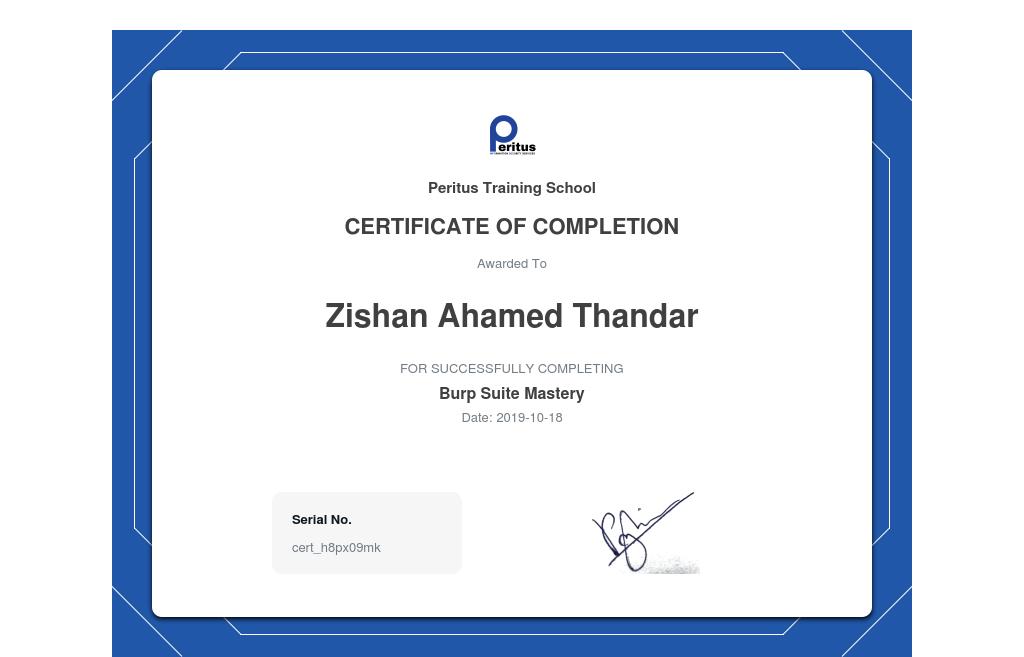 Peritus
Peritus Training School
CERTIFICATE OF COMPLETION
Awarded To
Zishan Ahamed Thandar
FOR SUCCESSFULLY COMPLETING
Burp Suite Mastery
Date: 2019-10-18
Serial No.
cert_h8px09mk